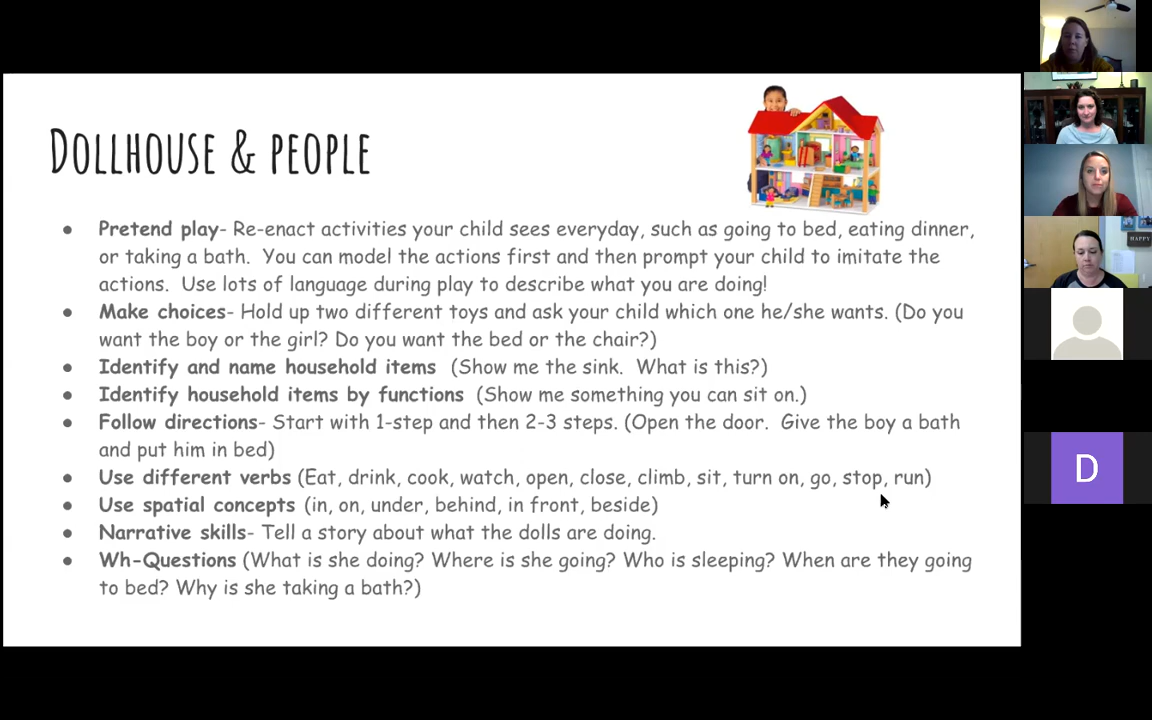 DOLLHOUSE & PEOPLE
● Pretend play- Re-enact activities your child sees everyday, such as going to bed, eating dinner,
or taking a bath.  You can model the actions first and then prompt your child to imitate the
actions.  Use lots of language during play to describe what you are doing!
● Make choices- Hold up two different toys and ask your child which one he/she wants. (Do you
want the boy or the girl? Do you want the bed or the chair?)
● Identify and name household items  (Show me the sink.  What is this?)
● Identify household items by functions  (Show me something you can sit on.)
● Follow directions- Start with 1-step and then 2-3 steps. (Open the door.  Give the boy a bath
and put him in bed)
● Use different verbs (Eat, drink, cook, watch, open, close, climb, sit, turn on, go, stop, run)
● Use spatial concepts (in, on, under, behind, in front, beside)
● Narrative skills- Tell a story about what the dolls are doing.
● Wh-Questions (What is she doing? Where is she going? Who is sleeping? When are they going
to bed? Why is she taking a bath?)
HAPPY
D